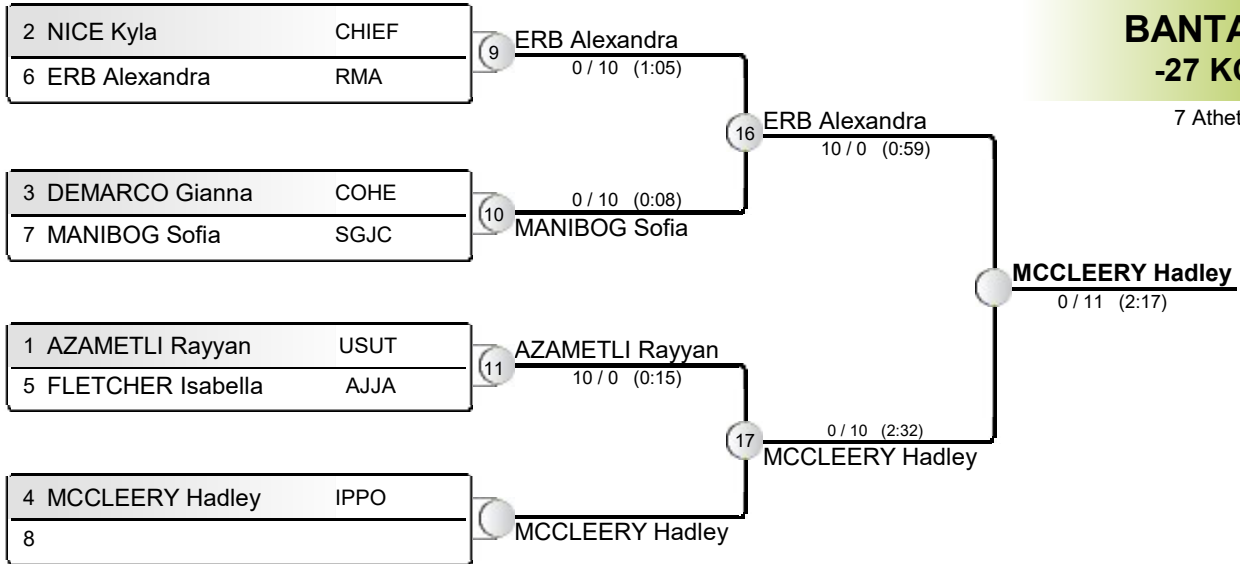 2 NICE Kyla CHIEF
6 ERB Alexandra RMA
9
ERB Alexandra
0 / 10 (1:05)
3 DEMARCO Gianna COHE
7 MANIBOG Sofia SGJC
10
0 / 10 (0:08)
MANIBOG Sofia
16
ERB Alexandra
10 / 0 (0:59)
1 AZAMETLI Rayyan USUT
5 FLETCHER Isabella AJJA
11
AZAMETLI Rayyan
10 / 0 (0:15)
4 MCCLEERY Hadley IPPO
8
MCCLEERY Hadley
17
0 / 10 (2:32)
MCCLEERY Hadley
MCCLEERY Hadley
0 / 11 (2:17)
BANTA
-27 K
7 Athet